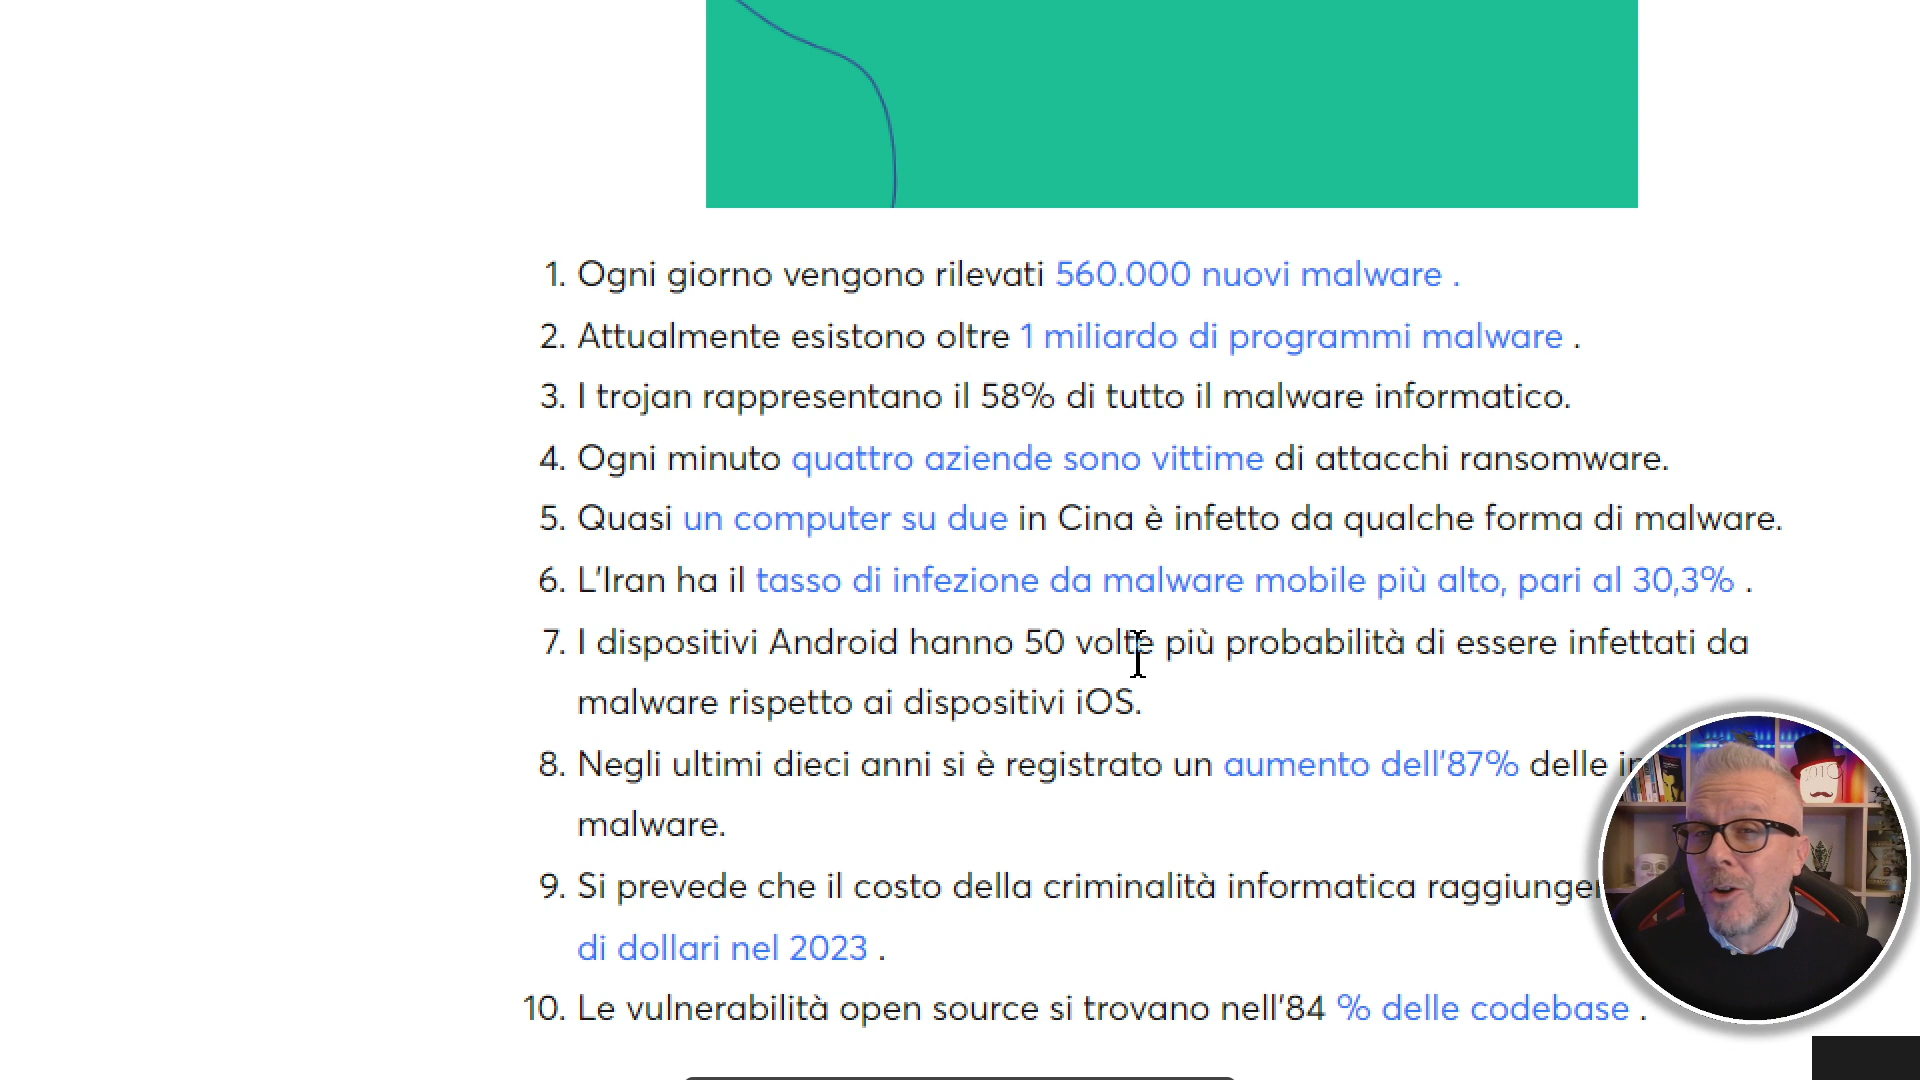 1. Ogni giorno vengono rilevati 560.000 nuovi malware .
2. Attualmente esistono oltre 1 miliardo di programmi malware .
3. I trojan rappresentano il 58% di tutto il malware informatico.
4. Ogni minuto quattro aziende sono vittime di attacchi ransomware.
5. Quasi un computer su due in Cina è infetto da qualche forma di malware.
6. L'Iran ha il tasso di infezione da malware mobile più alto, pari al 30,3% .
7. I dispositivi Android hanno 50 volte più probabilità di essere infettati da
malware rispetto ai dispositivi iOS.
8. Negli ultimi dieci anni si è registrato un aumento dell'87% delle
malware.
9. Si prevede che il costo della criminalità informatica
di dollari nel 2023 .
10. Le vulnerabilità open source si trovano nell'84 % delle codebase .